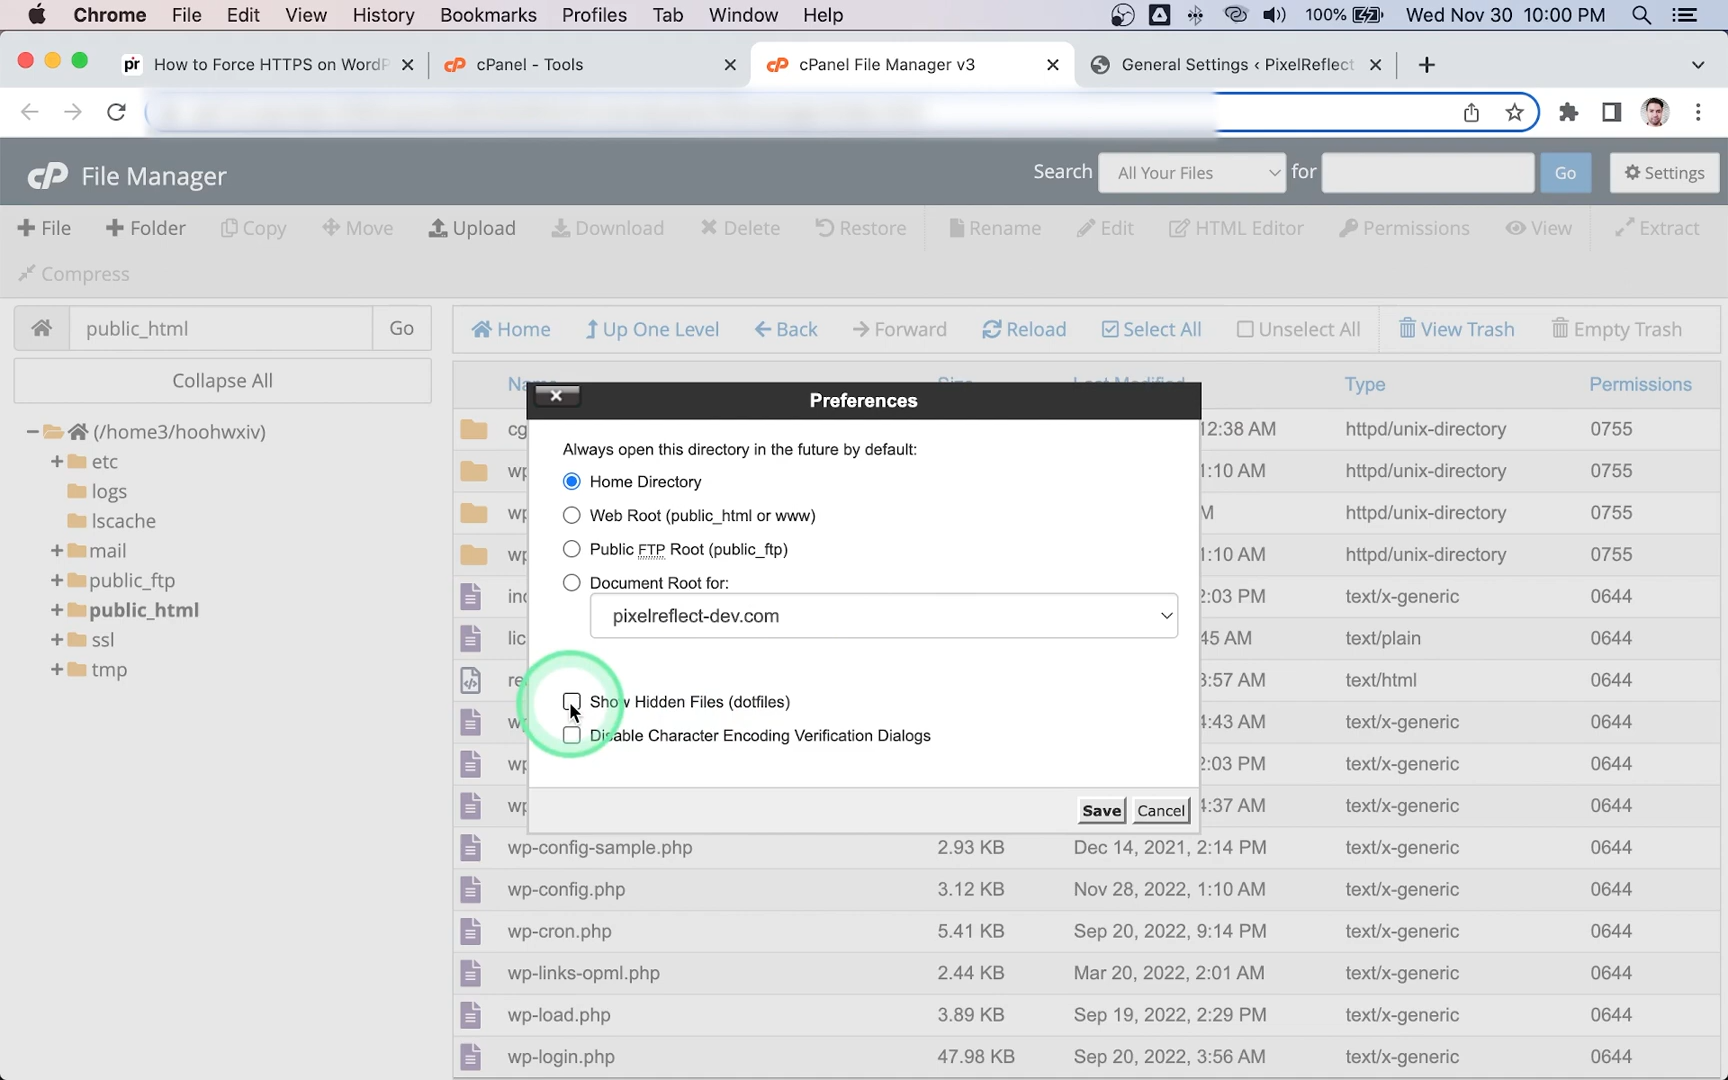 Chrome File Edit View History Bookmarks Profiles Tab Window Help 100% Wed Nov 30 10:00 PM
pr How to Force HTTPS on WordP cPanel - Tools cPanel File Manager v3 General Settings ‹ PixelReflect
cP File Manager Search All Your Files for Go Settings
File Folder Copy Move Upload Download Delete Restore Rename Edit HTML Editor Permissions View Extract
Compress
public_html Go Home Up One Level Back Forward Reload Select All Unselect All View Trash Empty Trash
Collapse All
Type Permissions
Preferences
(/home3/hoohwxiv)
etc
logs
lscache
mail
public_ftp
public_html
ssl
tmp
Always open this directory in the future by default:
Home Directory
Web Root (public_html or www)
Public FTP Root (public_ftp)
Document Root for:
pixelreflect-dev.com
Show Hidden Files (dotfiles)
Disable Character Encoding Verification Dialogs
Save Cancel
cg 12:38 AM httpd/unix-directory 0755
wp 1:10 AM httpd/unix-directory 0755
wp M httpd/unix-directory 0755
wp 1:10 AM httpd/unix-directory 0755
2:03 PM text/x-generic 0644
lic 45 AM text/plain 0644
re 3:57 AM text/html 0644
wp 4:43 AM text/x-generic 0644
wp 2:03 PM text/x-generic 0644
wp 4:37 AM text/x-generic 0644
wp-config-sample.php 2.93 KB Dec 14, 2021, 2:14 PM text/x-generic 0644
wp-config.php 3.12 KB Nov 28, 2022, 1:10 AM text/x-generic 0644
wp-cron.php 5.41 KB Sep 20, 2022, 9:14 PM text/x-generic 0644
wp-links-opml.php 2.44 KB Mar 20, 2022, 2:01 AM text/x-generic 0644
wp-load.php 3.89 KB Sep 19, 2022, 2:29 PM text/x-generic 0644
wp-login.php 47.98 KB Sep 20, 2022, 3:56 AM text/x-generic 0644